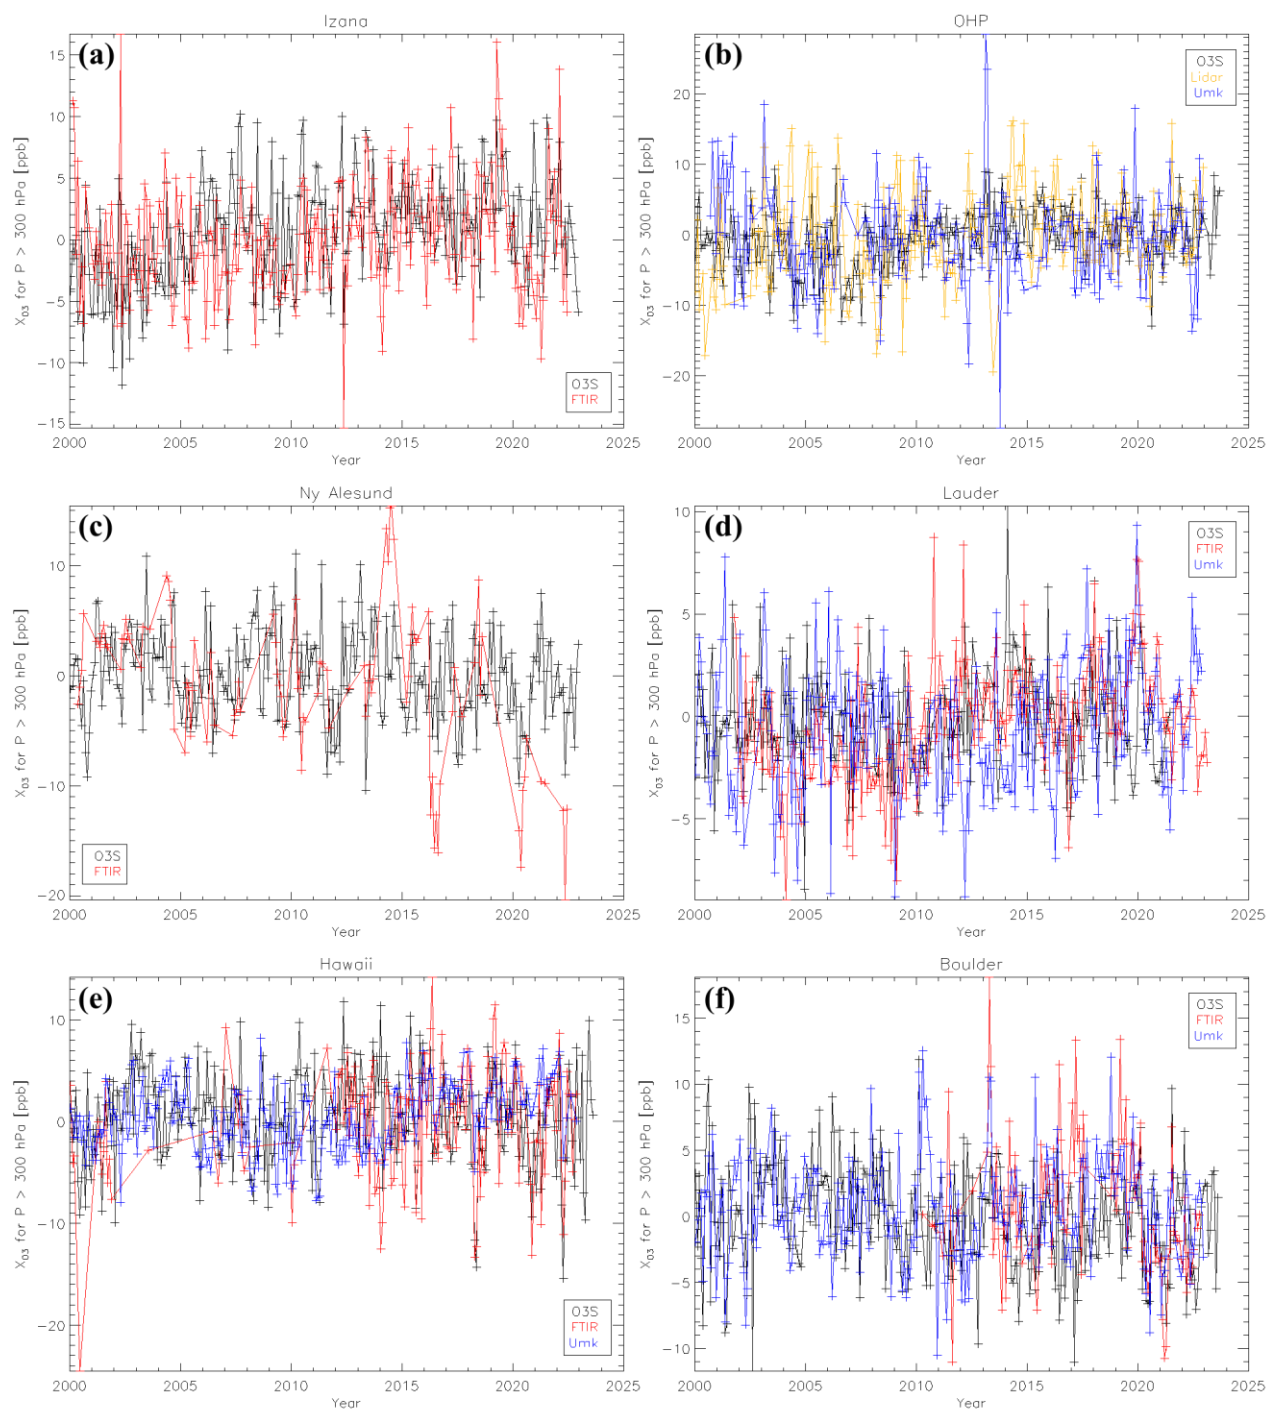 Izana
(a)
15
10
5
0
−5
−10
−15
X_O3 for P > 300 hPa [ppb]
O3S
FTIR
2000 2005 2010 2015 2020 2025
Year
OHP
(b)
20
10
0
−10
−20
X_O3 for P > 300 hPa [ppb]
O3S
Lidar
Umk
2000 2005 2010 2015 2020 2025
Year
Ny Alesund
(c)
10
0
−10
−20
X_O3 for P > 300 hPa [ppb]
O3S
FTIR
2000 2005 2010 2015 2020 2025
Year
Lauder
(d)
10
5
0
−5
X_O3 for P > 300 hPa [ppb]
O3S
FTIR
Umk
2000 2005 2010 2015 2020 2025
Year
Hawaii
(e)
10
0
−10
−20
X_O3 for P > 300 hPa [ppb]
O3S
FTIR
Umk
2000 2005 2010 2015 2020 2025
Year
Boulder
(f)
15
10
5
0
−5
−10
X_O3 for P > 300 hPa [ppb]
O3S
FTIR
Umk
2000 2005 2010 2015 2020 2025
Year